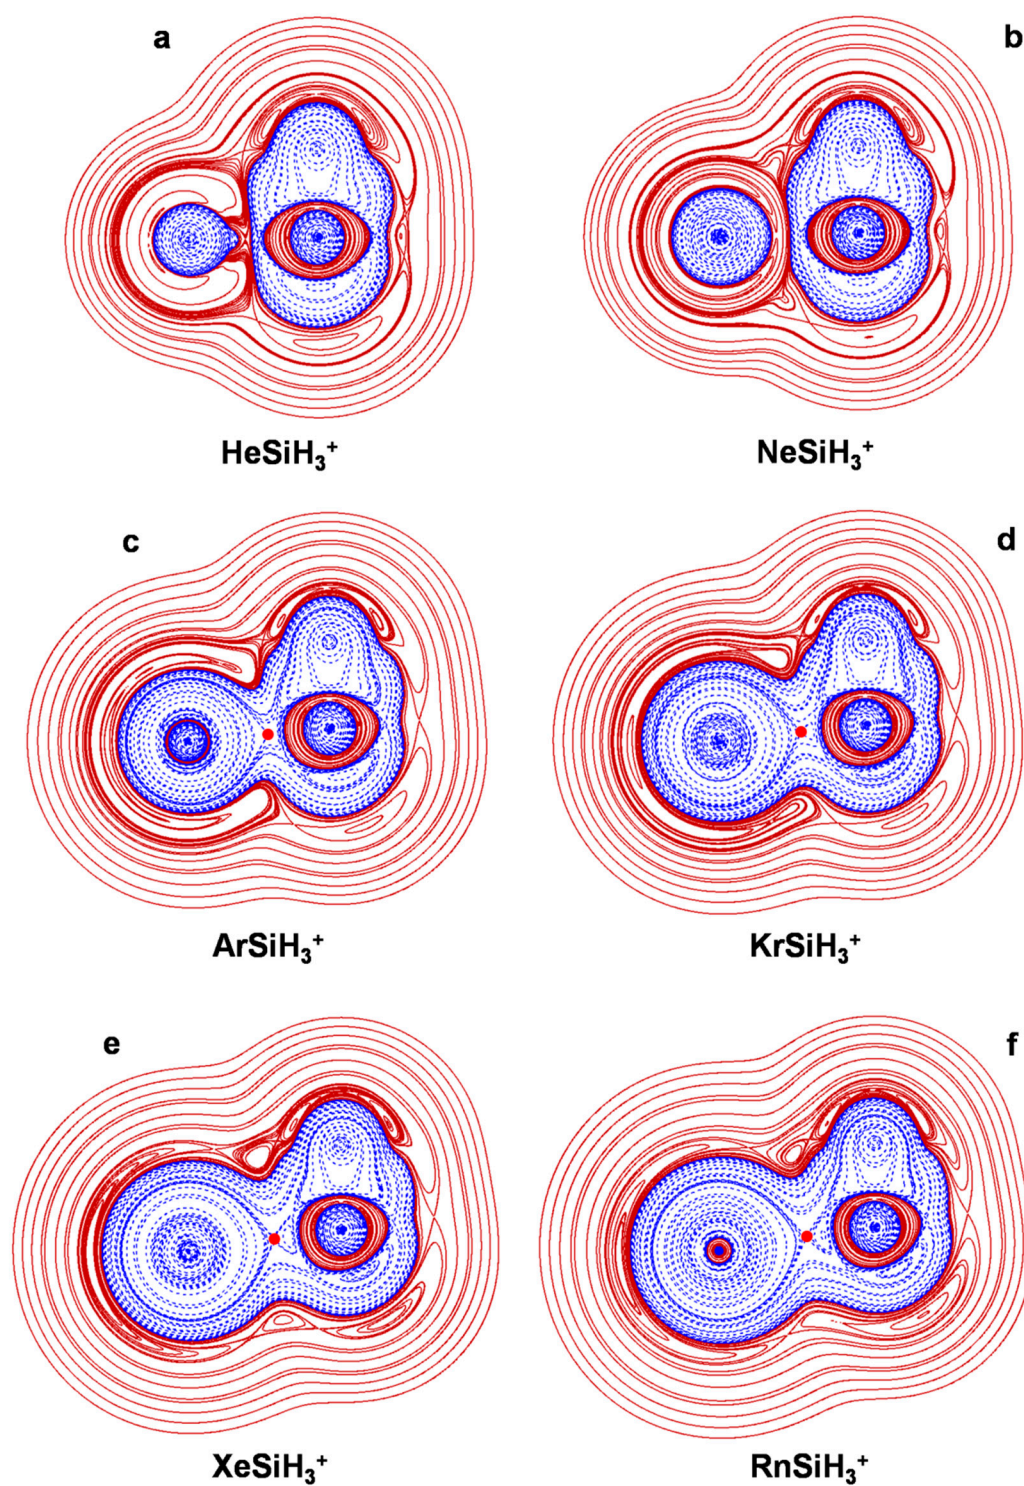 a
b
HeSiH₃⁺
NeSiH₃⁺
c
d
ArSiH₃⁺
KrSiH₃⁺
e
f
XeSiH₃⁺
RnSiH₃⁺